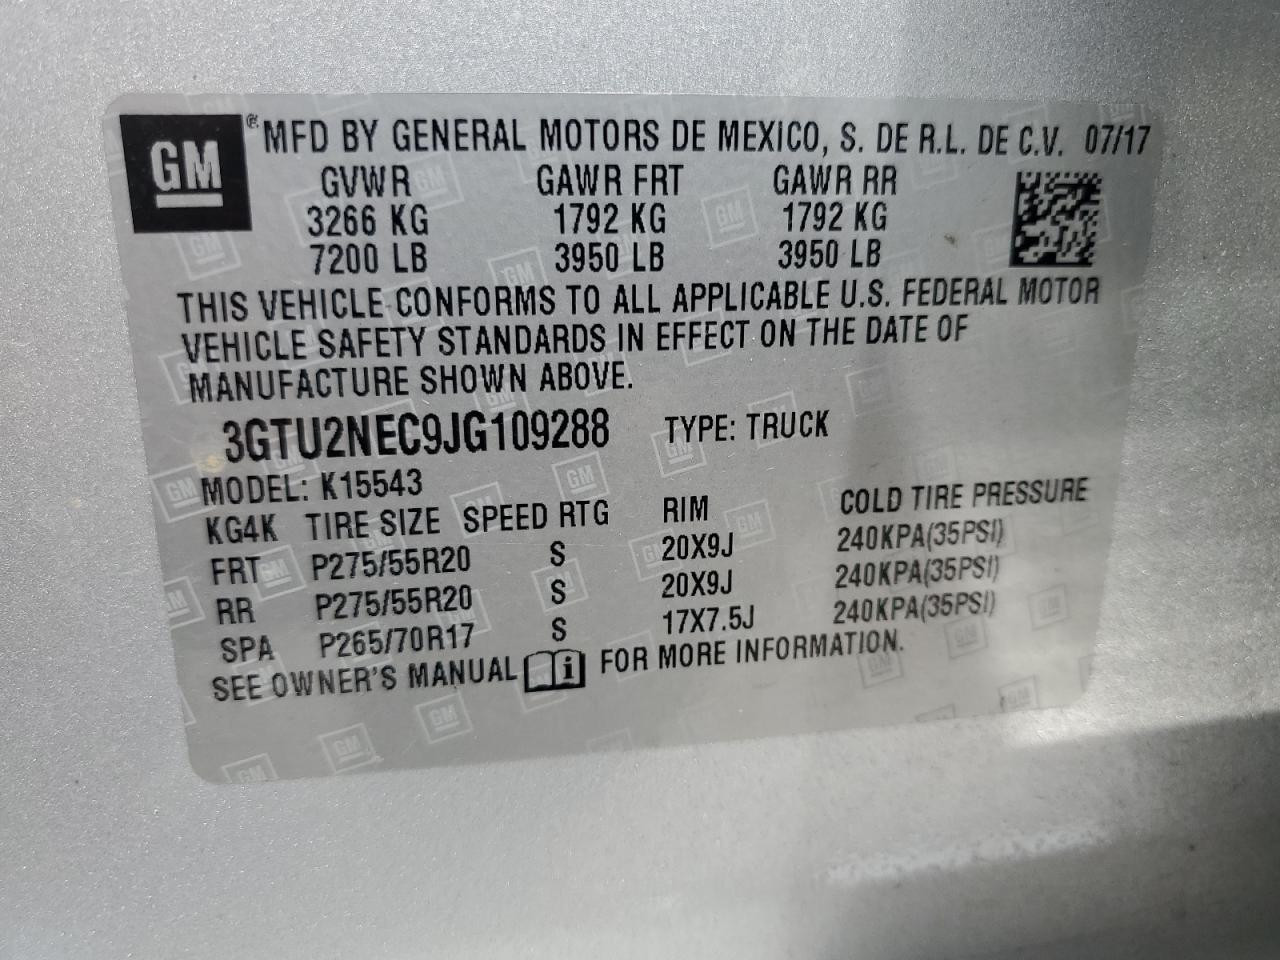 GM® MFD BY GENERAL MOTORS DE MEXICO, S. DE R.L. DE C.V. 07/17
GVWR GAWR FRT GAWR RR
3266 KG 1792 KG 1792 KG
7200 LB 3950 LB 3950 LB
THIS VEHICLE CONFORMS TO ALL APPLICABLE U.S. FEDERAL MOTOR
VEHICLE SAFETY STANDARDS IN EFFECT ON THE DATE OF
MANUFACTURE SHOWN ABOVE.
3GTU2NEC9JG109288 TYPE: TRUCK
MODEL: K15543
KG4K TIRE SIZE SPEED RTG RIM COLD TIRE PRESSURE
FRT P275/55R20 S 20X9J 240KPA(35PSI)
RR P275/55R20 S 20X9J 240KPA(35PSI)
SPA P265/70R17 S 17X7.5J 240KPA(35PSI)
SEE OWNER'S MANUAL i FOR MORE INFORMATION.